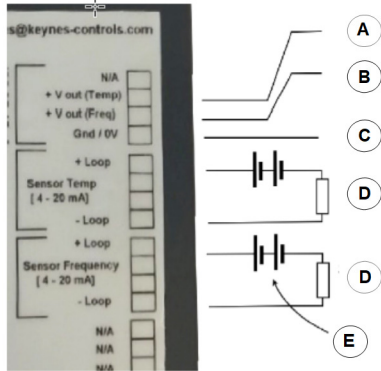 s@keynes-controls.com
N/A
+ V out (Temp)
+ V out (Freq)
Gnd / 0V
+ Loop
Sensor Temp
[ 4 - 20 mA]
- Loop
+ Loop
Sensor Frequency
[ 4 - 20 mA]
- Loop
N/A
N/A
N/A
A
B
C
D
D
E